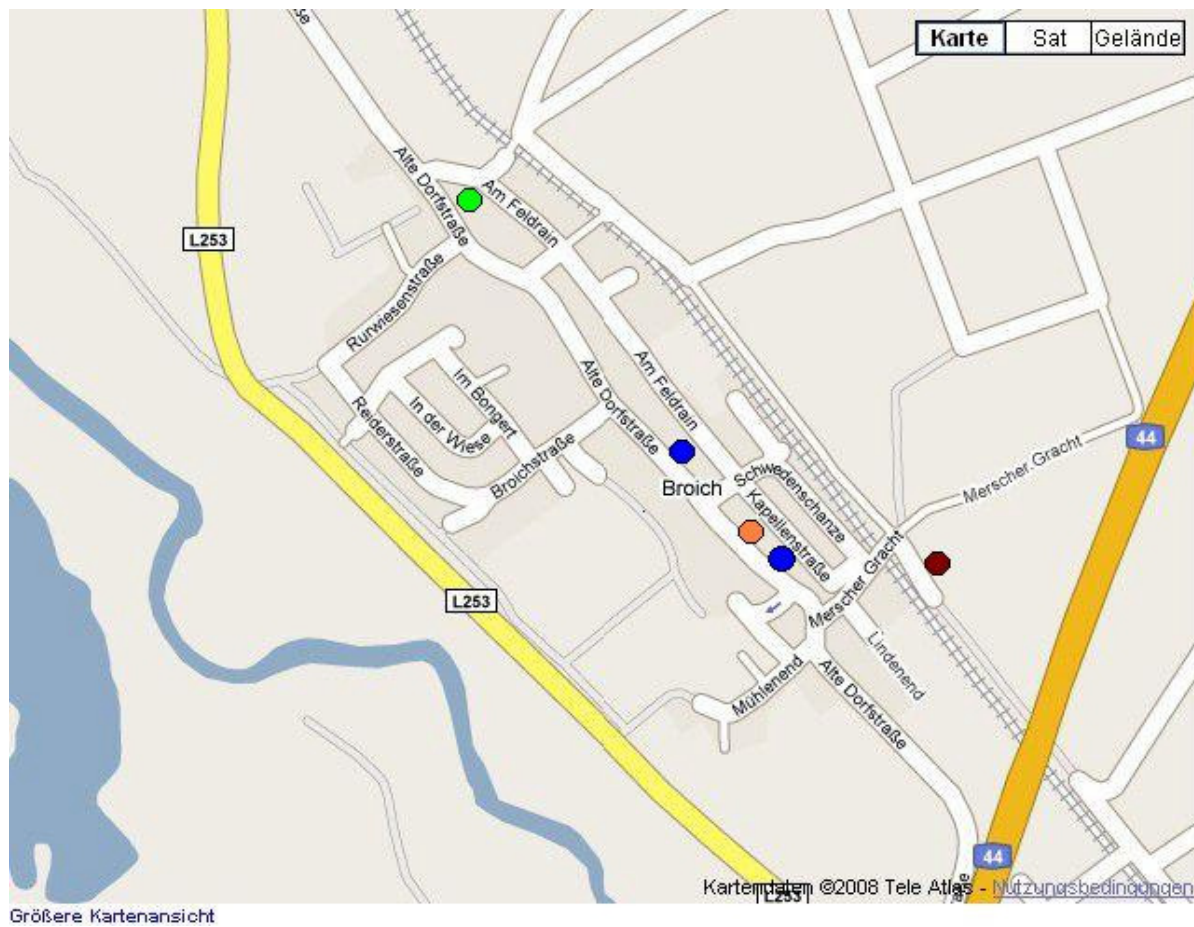 Karte Sat Gelände
Alte Dorfstraße
Am Feldrain
L253
Rurwiesenstraße
Am Feldrain
Alte Dorfstraße
Im Bongert
In der Wiese
Reiderstraße
Broichstraße
44
Merscher Gracht
Schwedenschanze
Broich
Kapellenstraße
Merscher Gracht
L253
Lindenend
Mühlenend
Alte Dorfstraße
44
Kartendaten ©2008 Tele Atlas - Nutzungsbedingungen
L253
Größere Kartenansicht